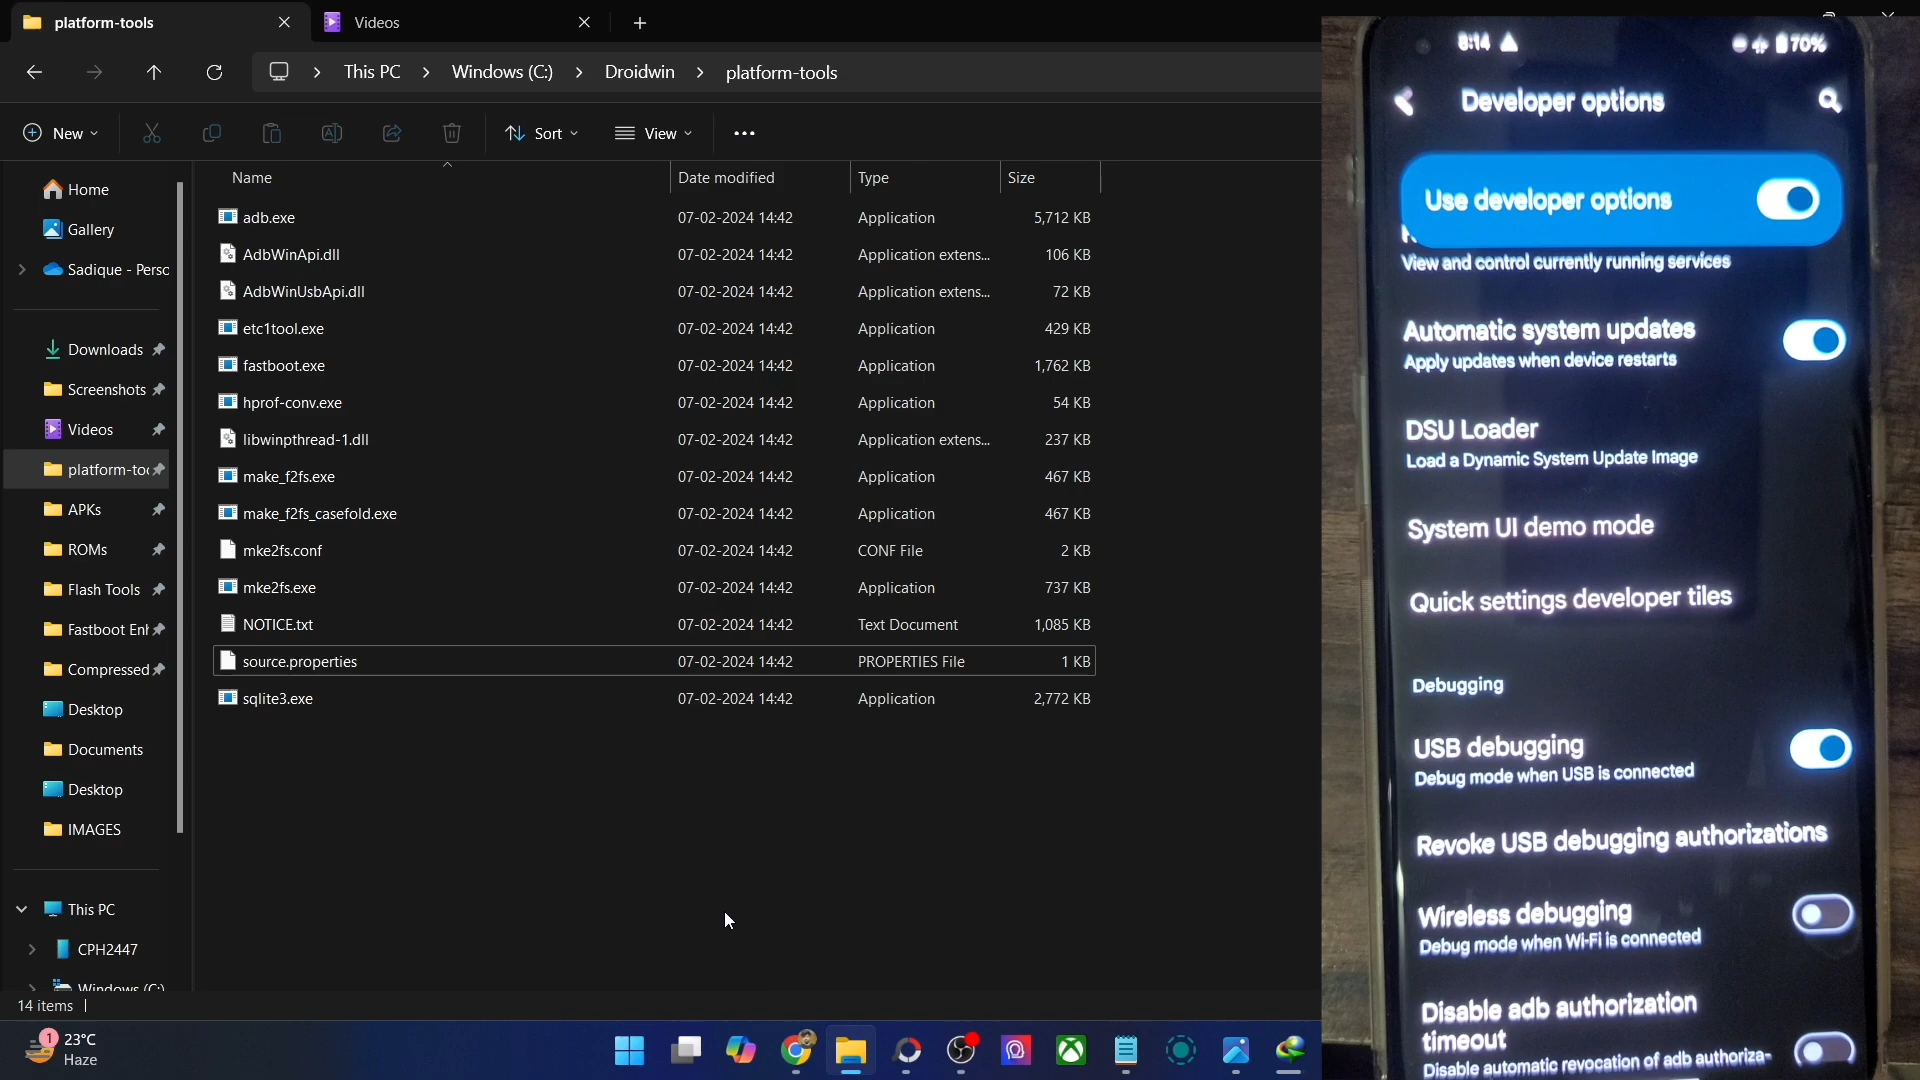 platform-tools
Videos
This PC
Windows (C:)
Droidwin
platform-tools
New
Sort
View
Home
Gallery
Sadique - Persc
Downloads
Screenshots
Videos
platform-toc
APKs
ROMs
Flash Tools
Fastboot Enh
Compressed
Desktop
Documents
Desktop
IMAGES
This PC
CPH2447
Windows (C:)
Name Date modified Type Size
adb.exe 07-02-2024 14:42 Application 5,712 KB
AdbWinApi.dll 07-02-2024 14:42 Application extens... 106 KB
AdbWinUsbApi.dll 07-02-2024 14:42 Application extens... 72 KB
etc1tool.exe 07-02-2024 14:42 Application 429 KB
fastboot.exe 07-02-2024 14:42 Application 1,762 KB
hprof-conv.exe 07-02-2024 14:42 Application 54 KB
libwinpthread-1.dll 07-02-2024 14:42 Application extens... 237 KB
make_f2fs.exe 07-02-2024 14:42 Application 467 KB
make_f2fs_casefold.exe 07-02-2024 14:42 Application 467 KB
mke2fs.conf 07-02-2024 14:42 CONF File 2 KB
mke2fs.exe 07-02-2024 14:42 Application 737 KB
NOTICE.txt 07-02-2024 14:42 Text Document 1,085 KB
source.properties 07-02-2024 14:42 PROPERTIES File 1 KB
sqlite3.exe 07-02-2024 14:42 Application 2,772 KB
14 items
1
23°C
Haze
8:14
70%
Developer options
Use developer options
View and control currently running services
Automatic system updates
Apply updates when device restarts
DSU Loader
Load a Dynamic System Update Image
System UI demo mode
Quick settings developer tiles
Debugging
USB debugging
Debug mode when USB is connected
Revoke USB debugging authorizations
Wireless debugging
Debug mode when Wi-Fi is connected
Disable adb authorization
timeout
Disable automatic revocation of adb authoriza-